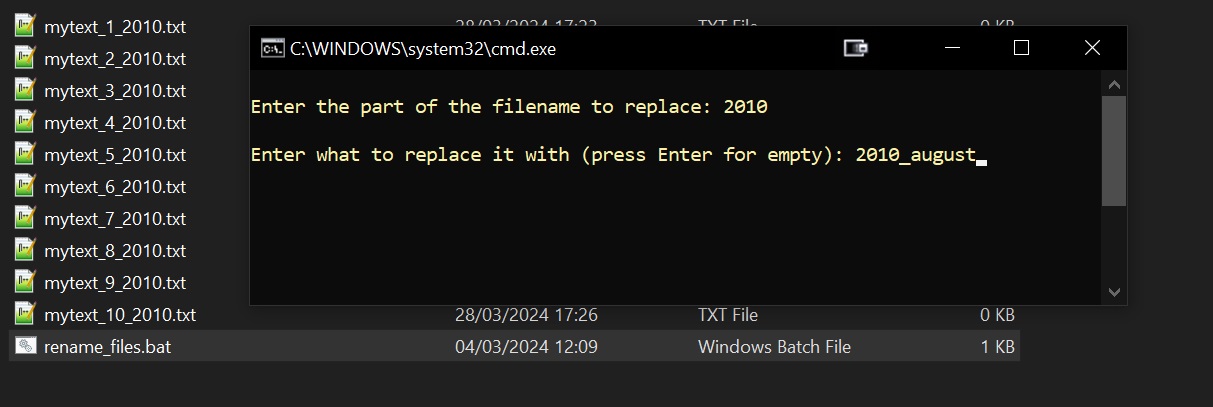 mytext_1_2010.txt 28/03/2024 17:23 TXT File 0 KB
C:\WINDOWS\system32\cmd.exe
mytext_2_2010.txt
mytext_3_2010.txt
Enter the part of the filename to replace: 2010
mytext_4_2010.txt
mytext_5_2010.txt
Enter what to replace it with (press Enter for empty): 2010_august
mytext_6_2010.txt
mytext_7_2010.txt
mytext_8_2010.txt
mytext_9_2010.txt
mytext_10_2010.txt 28/03/2024 17:26 TXT File 0 KB
rename_files.bat 04/03/2024 12:09 Windows Batch File 1 KB